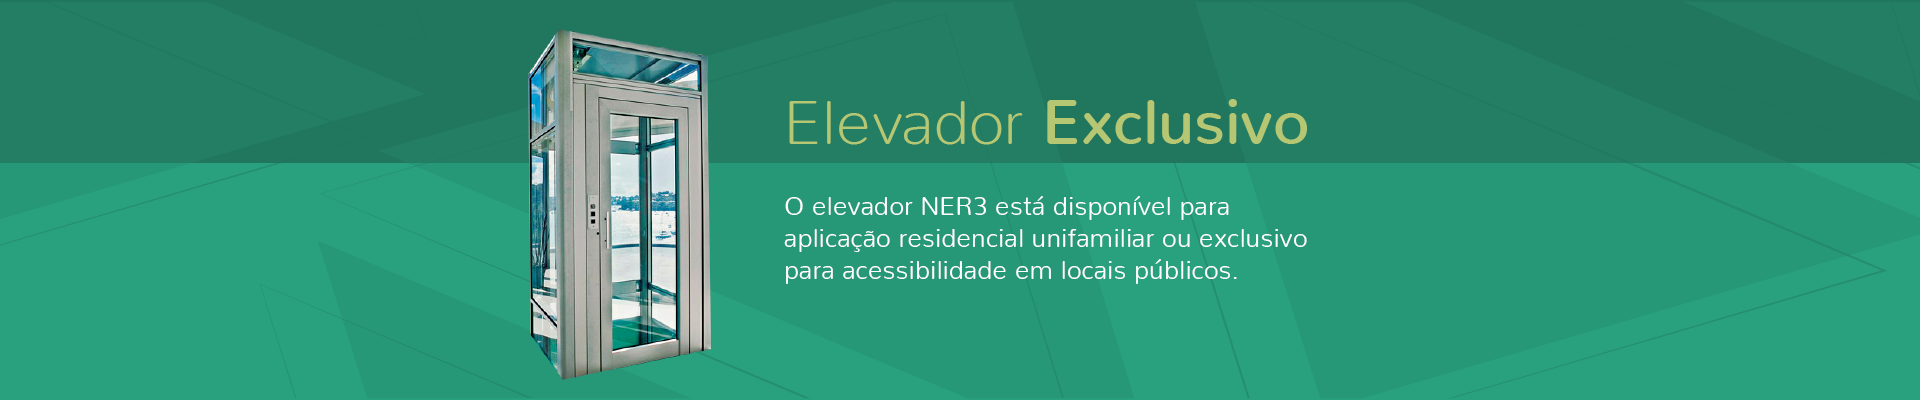 Elevador Exclusivo
O elevador NER3 está disponível para
aplicação residencial unifamiliar ou exclusivo
para acessibilidade em locais públicos.